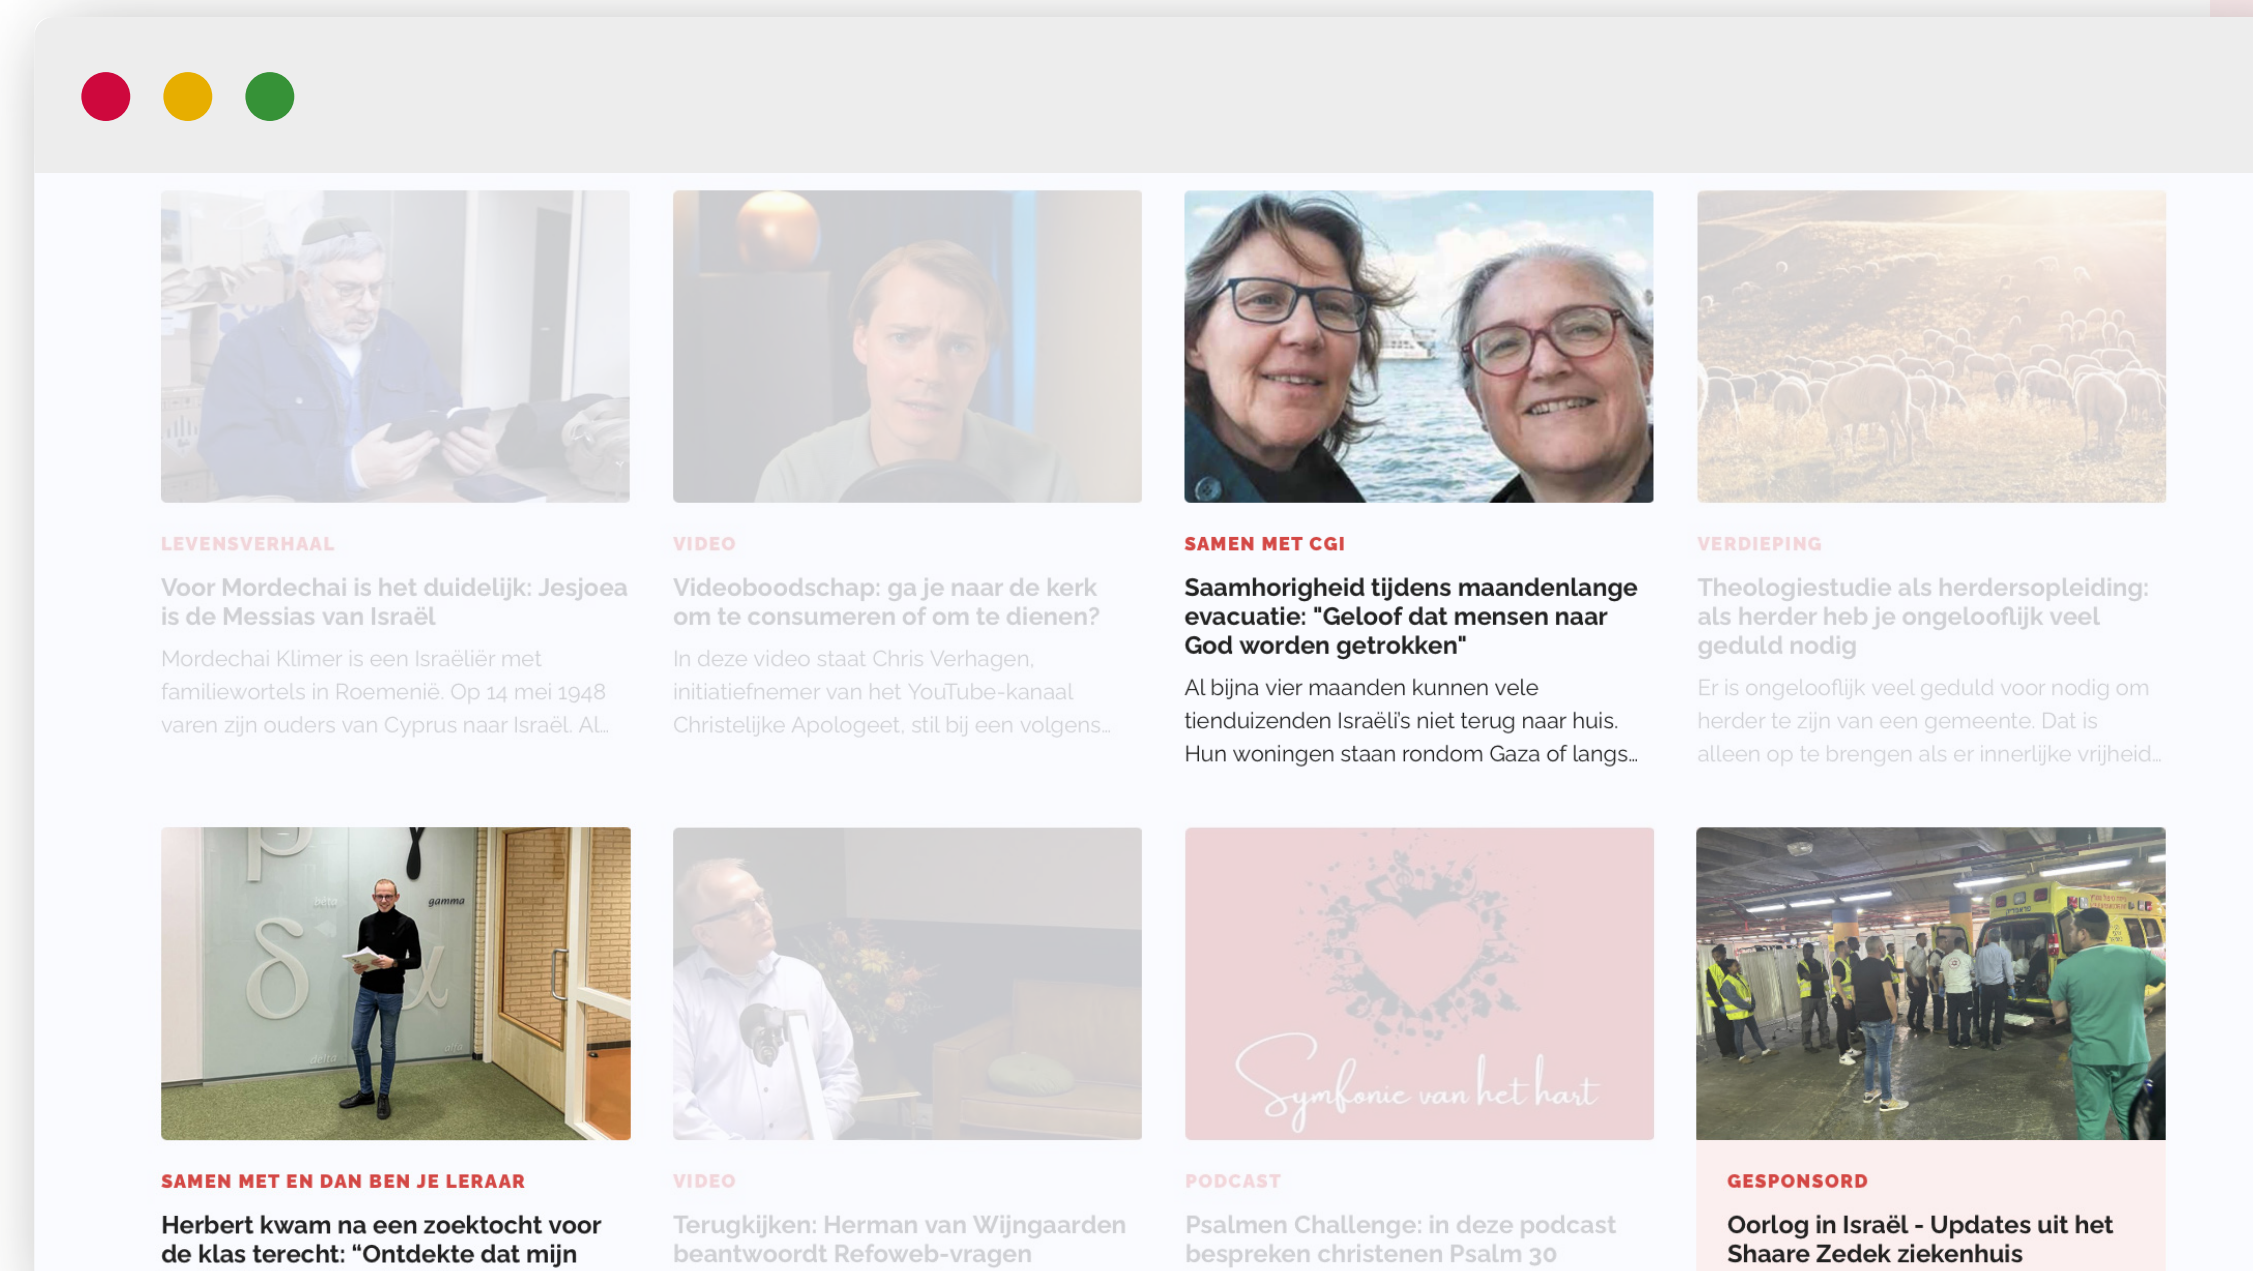 LEVENSVERHAAL
Voor Mordechai is het duidelijk: Jesjoea
is de Messias van Israël
Mordechai Klimer is een Israëliër met
familiewortels in Roemenië. Op 14 mei 1948
varen zijn ouders van Cyprus naar Israël. Al…
VIDEO
Videoboodschap: ga je naar de kerk
om te consumeren of om te dienen?
In deze video staat Chris Verhagen,
initiatiefnemer van het YouTube-kanaal
Christelijke Apologeet, stil bij een volgens…
SAMEN MET CGI
Saamhorigheid tijdens maandenlange
evacuatie: "Geloof dat mensen naar
God worden getrokken"
Al bijna vier maanden kunnen vele
tienduizenden Israëli's niet terug naar huis.
Hun woningen staan rondom Gaza of langs…
VERDIEPING
Theologiestudie als herdersopleiding:
als herder heb je ongelooflijk veel
geduld nodig
Er is ongelooflijk veel geduld voor nodig om
herder te zijn van een gemeente. Dat is
alleen op te brengen als er innerlijke vrijheid…
β γ
bèta gamma
δ α
delta alfa
SAMEN MET EN DAN BEN JE LERAAR
Herbert kwam na een zoektocht voor
de klas terecht: “Ontdekte dat mijn
VIDEO
Terugkijken: Herman van Wijngaarden
beantwoordt Refoweb-vragen
Symfonie van het hart
PODCAST
Psalmen Challenge: in deze podcast
bespreken christenen Psalm 30
GESPONSORD
Oorlog in Israël - Updates uit het
Shaare Zedek ziekenhuis